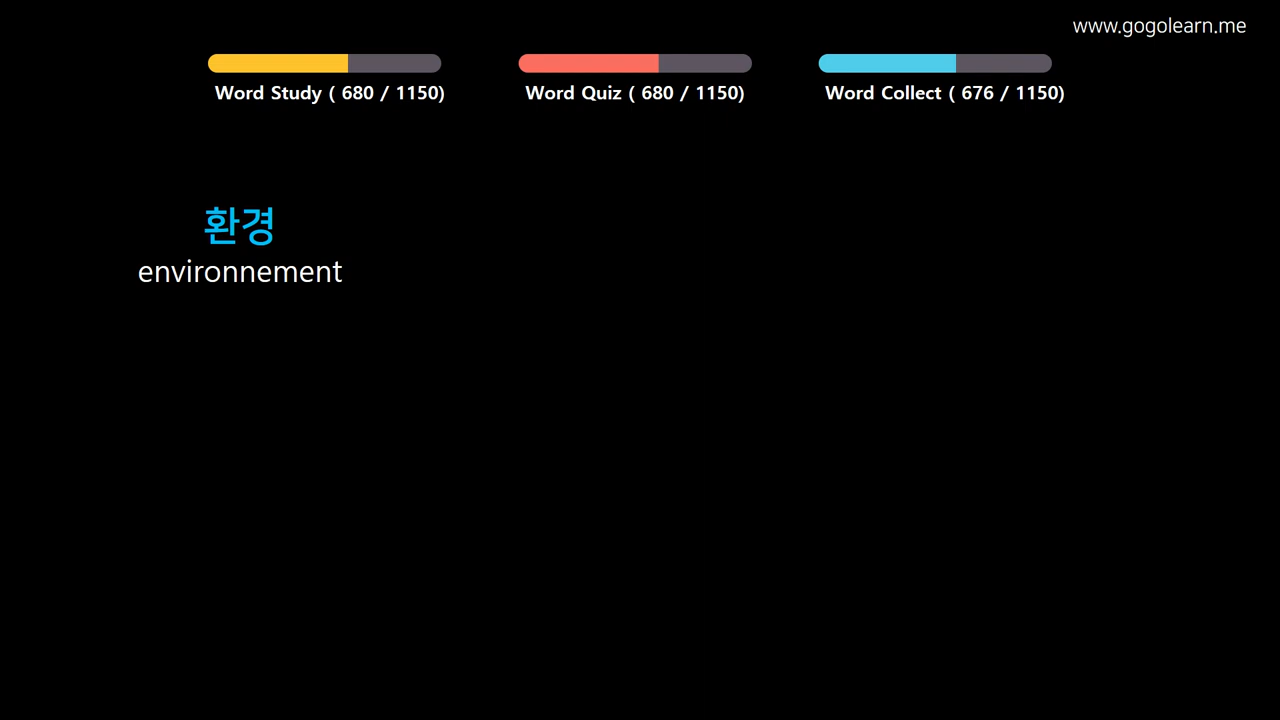 www.gogolearn.me
Word Study ( 680 / 1150)
Word Quiz ( 680 / 1150)
Word Collect ( 676 / 1150)
환경
environnement